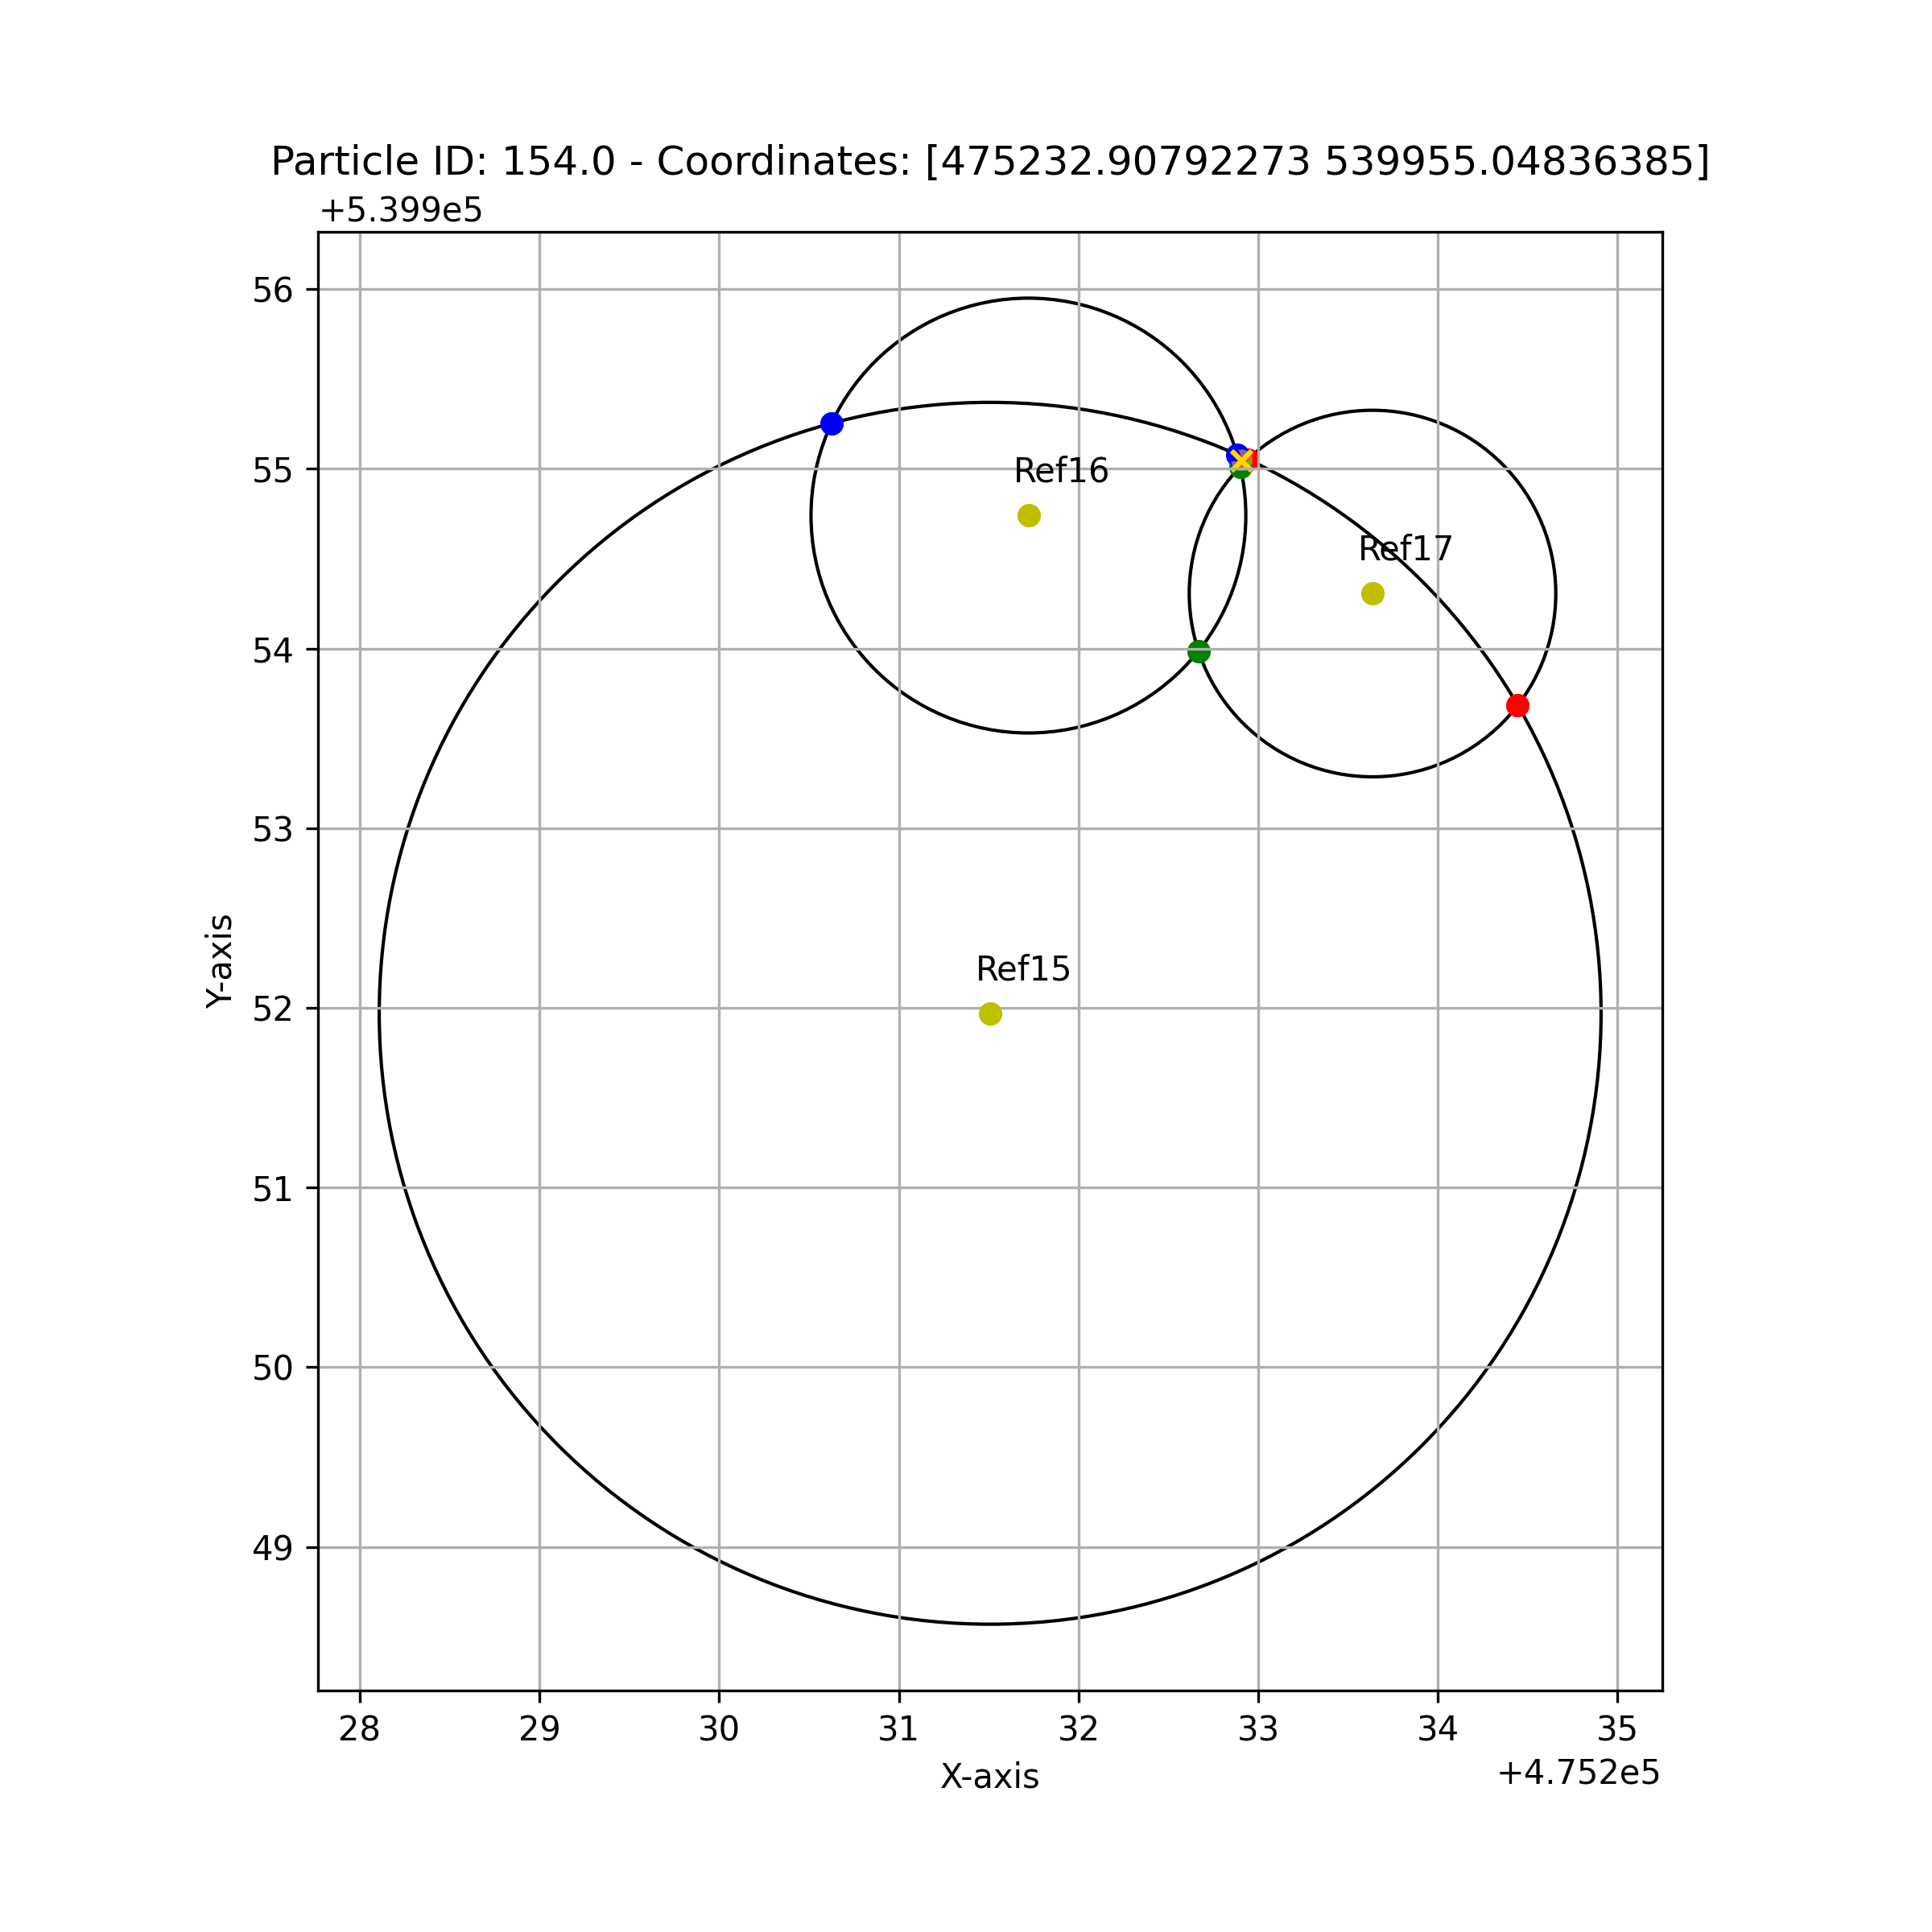 Particle ID: 154.0 - Coordinates: [475232.90792273 539955.04836385]
+5.399e5
56
55
54
53
52
51
50
49
Y-axis
Ref16
Ref17
Ref15
28 29 30 31 32 33 34 35
X-axis
+4.752e5